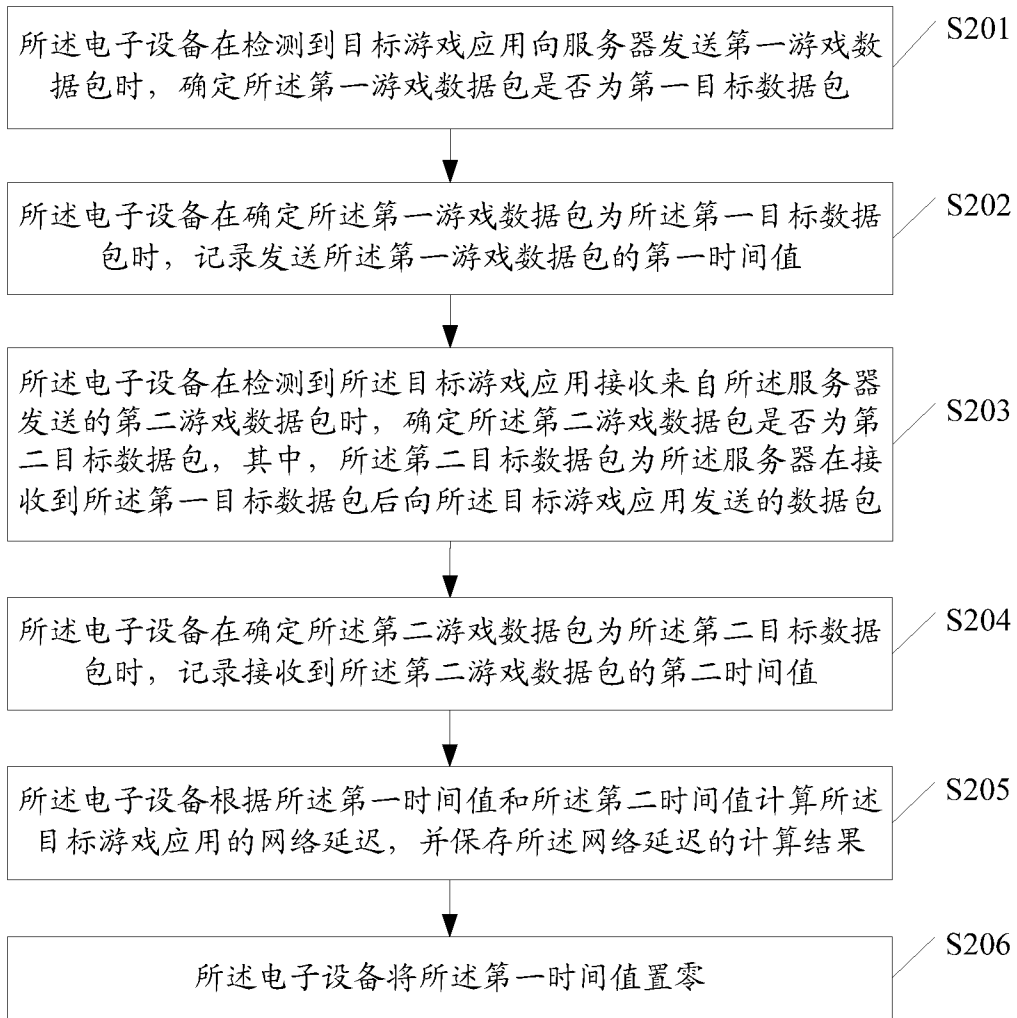 所述电子设备在检测到目标游戏应用向服务器发送第一游戏数
据包时，确定所述第一游戏数据包是否为第一目标数据包
S201
所述电子设备在确定所述第一游戏数据包为所述第一目标数据
包时，记录发送所述第一游戏数据包的第一时间值
S202
所述电子设备在检测到所述目标游戏应用接收来自所述服务器
发送的第二游戏数据包时，确定所述第二游戏数据包是否为第
二目标数据包，其中，所述第二目标数据包为所述服务器在接
收到所述第一目标数据包后向所述目标游戏应用发送的数据包
S203
所述电子设备在确定所述第二游戏数据包为所述第二目标数据
包时，记录接收到所述第二游戏数据包的第二时间值
S204
所述电子设备根据所述第一时间值和所述第二时间值计算所述
目标游戏应用的网络延迟，并保存所述网络延迟的计算结果
S205
所述电子设备将所述第一时间值置零
S206